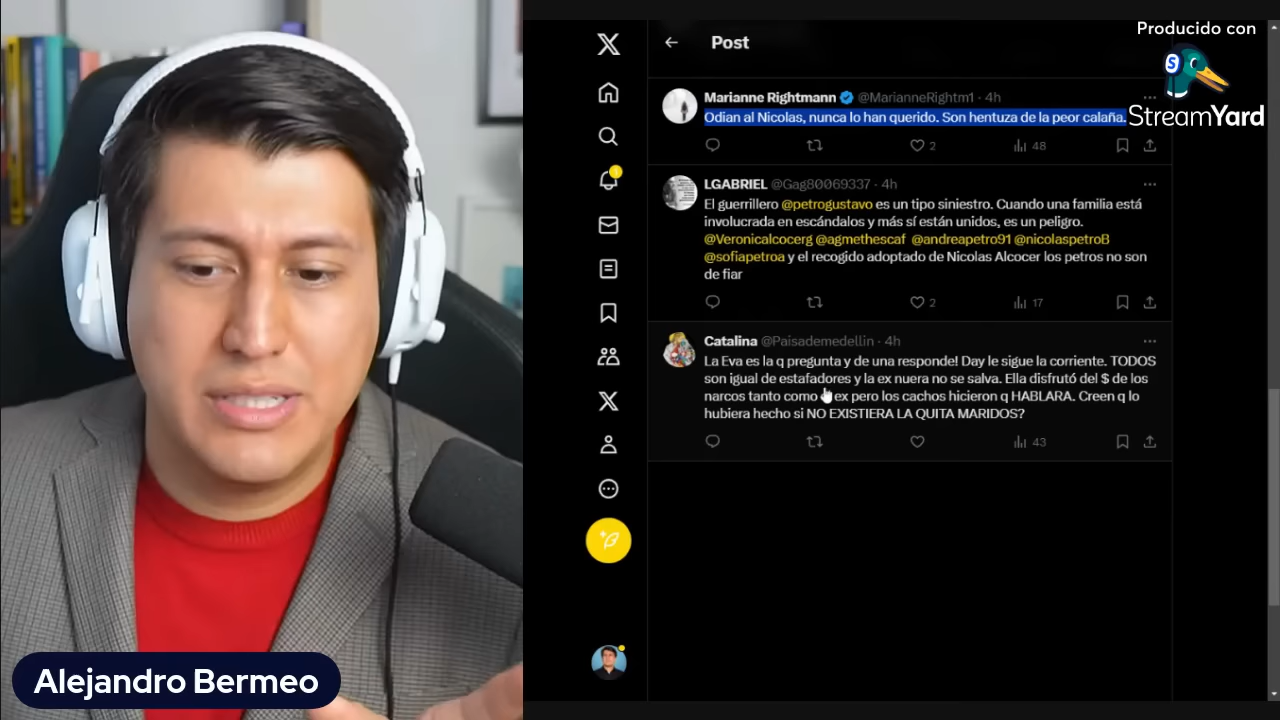 Producido con
StreamYard
Post
Marianne Rightmann @MarianneRightm1 · 4h
Odian al Nicolas, nunca lo han querido. Son hentuza de la peor calaña.
2 48
LGABRIEL @Gag80069337 · 4h
El guerrillero @petrogustavo es un tipo siniestro. Cuando una familia está
involucrada en escándalos y más sí están unidos, es un peligro.
@Veronicalcocerg @agmethescaf @andreapetro91 @nicolaspetroB
@sofiapetroa y el recogido adoptado de Nicolas Alcocer los petros no son
de fiar
2 17
Catalina @Paisademedellin · 4h
La Eva es la q pregunta y de una responde! Day le sigue la corriente. TODOS
son igual de estafadores y la ex nuera no se salva. Ella disfrutó del $ de los
narcos tanto como ex pero los cachos hicieron q HABLARA. Creen q lo
hubiera hecho si NO EXISTIERA LA QUITA MARIDOS?
43
Alejandro Bermeo